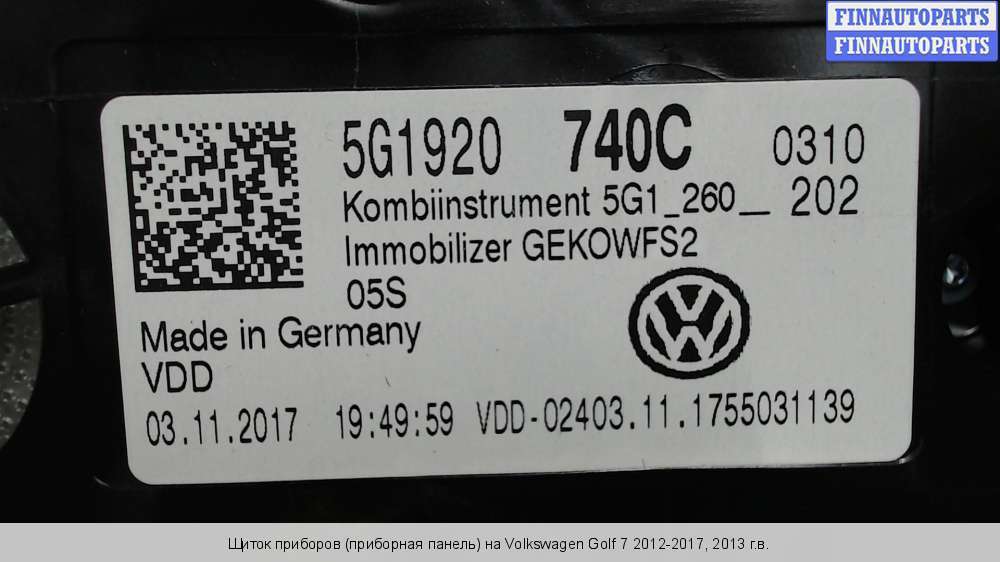 FINNAUTOPARTS
FINNAUTOPARTS
5G1920 740C 0310
Kombiinstrument 5G1_260__ 202
Immobilizer GEKOWFS2
05S
Made in Germany
VDD
03.11.2017 19:49:59 VDD-02403.11.1755031139
Щиток приборов (приборная панель) на Volkswagen Golf 7 2012-2017, 2013 г.в.